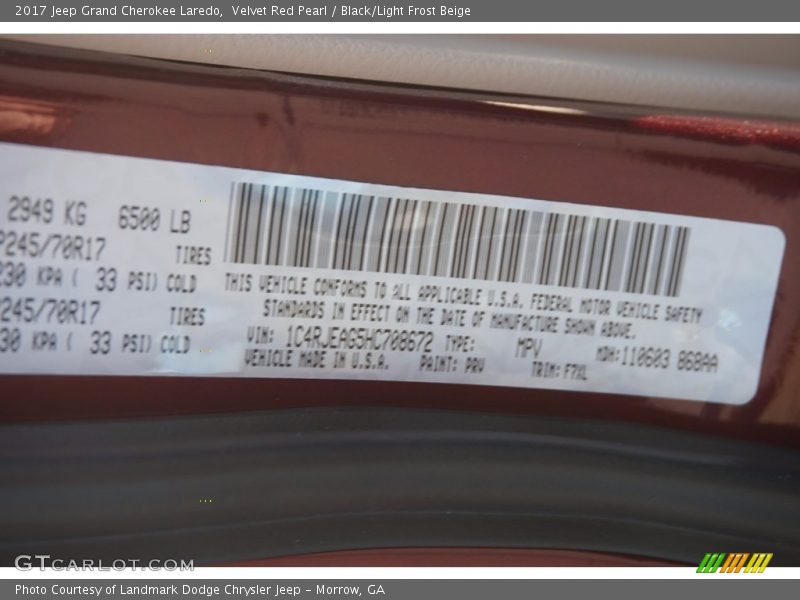 2017 Jeep Grand Cherokee Laredo, Velvet Red Pearl / Black/Light Frost Beige
2949 KG 6500 LB
P245/70R17 TIRES
230 KPA ( 33 PSI) COLD
P245/70R17 TIRES
30 KPA ( 33 PSI) COLD
THIS VEHICLE CONFORMS TO ALL APPLICABLE U.S.A. FEDERAL MOTOR VEHICLE SAFETY
STANDARDS IN EFFECT ON THE DATE OF MANUFACTURE SHOWN ABOVE.
VIN: 1C4RJEAG5HC708672 TYPE: MPV MDH:110603 868AA
VEHICLE MADE IN U.S.A. PAINT: PRV TRIM: F7XL
GTCARLOT.COM
Photo Courtesy of Landmark Dodge Chrysler Jeep – Morrow, GA